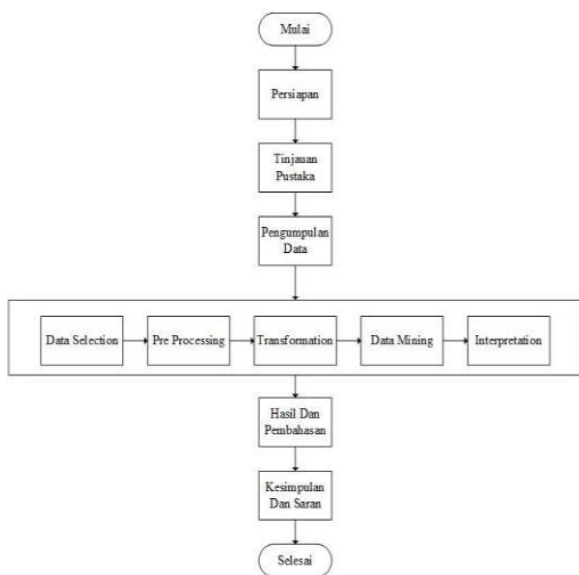 Mulai
Persiapan
Tinjauan
Pustaka
Pengumpulan
Data
Data Selection
Pre Processing
Transformation
Data Mining
Interpretation
Hasil Dan
Pembahasan
Kesimpulan
Dan Saran
Selesai